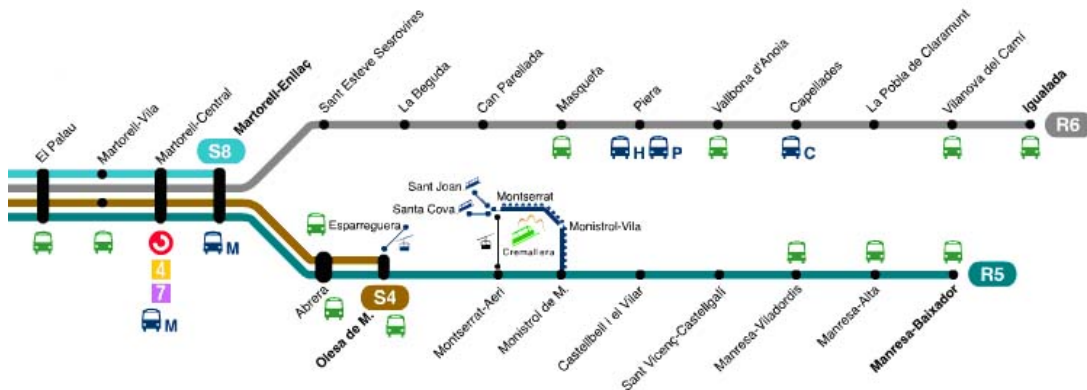 El Palau
Martorell-Vila
Martorell-Central
Martorell-Enllaç
S8
Sant Esteve Sesrovires
La Beguda
Can Parellada
Masquefa
Piera
Vallbona d'Anoia
Capellades
La Pobla de Claramunt
Vilanova del Camí
Igualada
R6
H
P
C
M
4
7
M
Sant Joan
Santa Cova
Montserrat
Monistrol-Vila
Cremallera
Esparreguera
Abrera
Olesa de M.
S4
Montserrat-Aeri
Monistrol de M.
Castellbell i el Vilar
Sant Vicenç-Castellgalí
Manresa-Viladordis
Manresa-Alta
Manresa-Baixador
R5